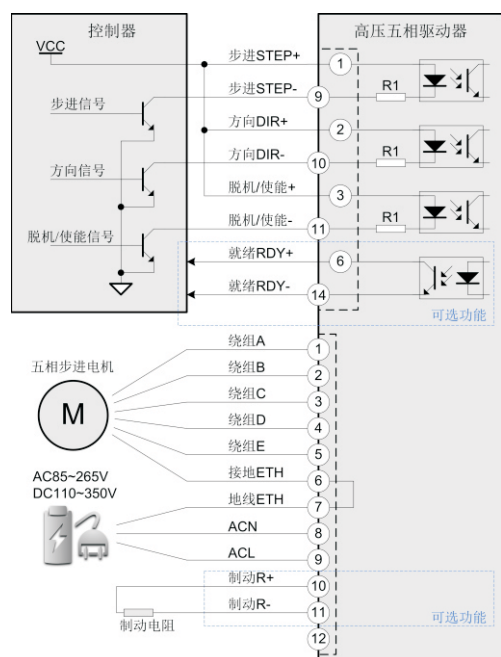 控制器
高压五相驱动器
VCC
步进STEP+
1
步进STEP-
9
R1
步进信号
方向DIR+
2
方向DIR-
10
R1
方向信号
脱机/使能+
3
脱机/使能-
11
R1
脱机/使能信号
就绪RDY+
6
就绪RDY-
14
可选功能
五相步进电机
M
绕组A
1
绕组B
2
绕组C
3
绕组D
4
绕组E
5
接地ETH
6
AC85~265V
DC110~350V
地线ETH
7
ACN
8
ACL
9
制动R+
10
制动R-
11
制动电阻
可选功能
12